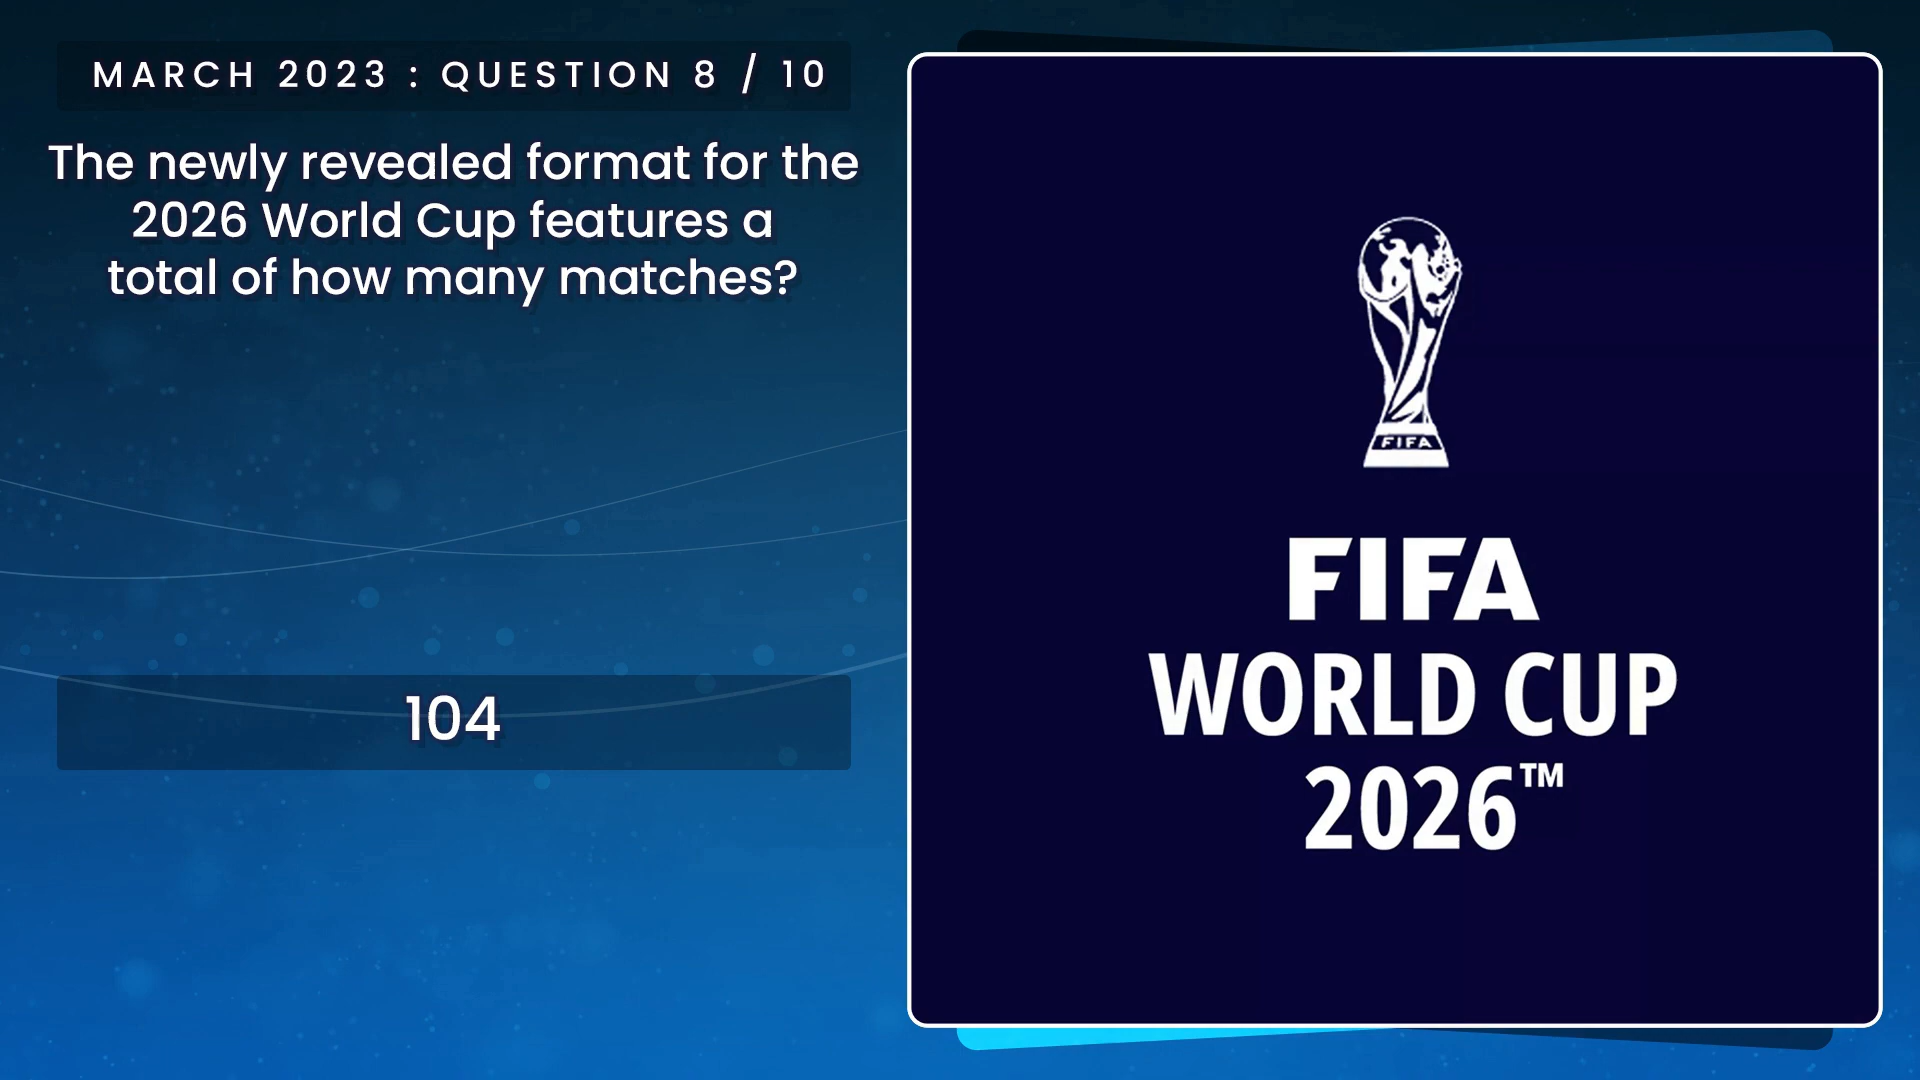 MARCH 2023 : QUESTION 8 / 10
The newly revealed format for the
2026 World Cup features a
total of how many matches?
104
FIFA
FIFA
WORLD CUP
2026™